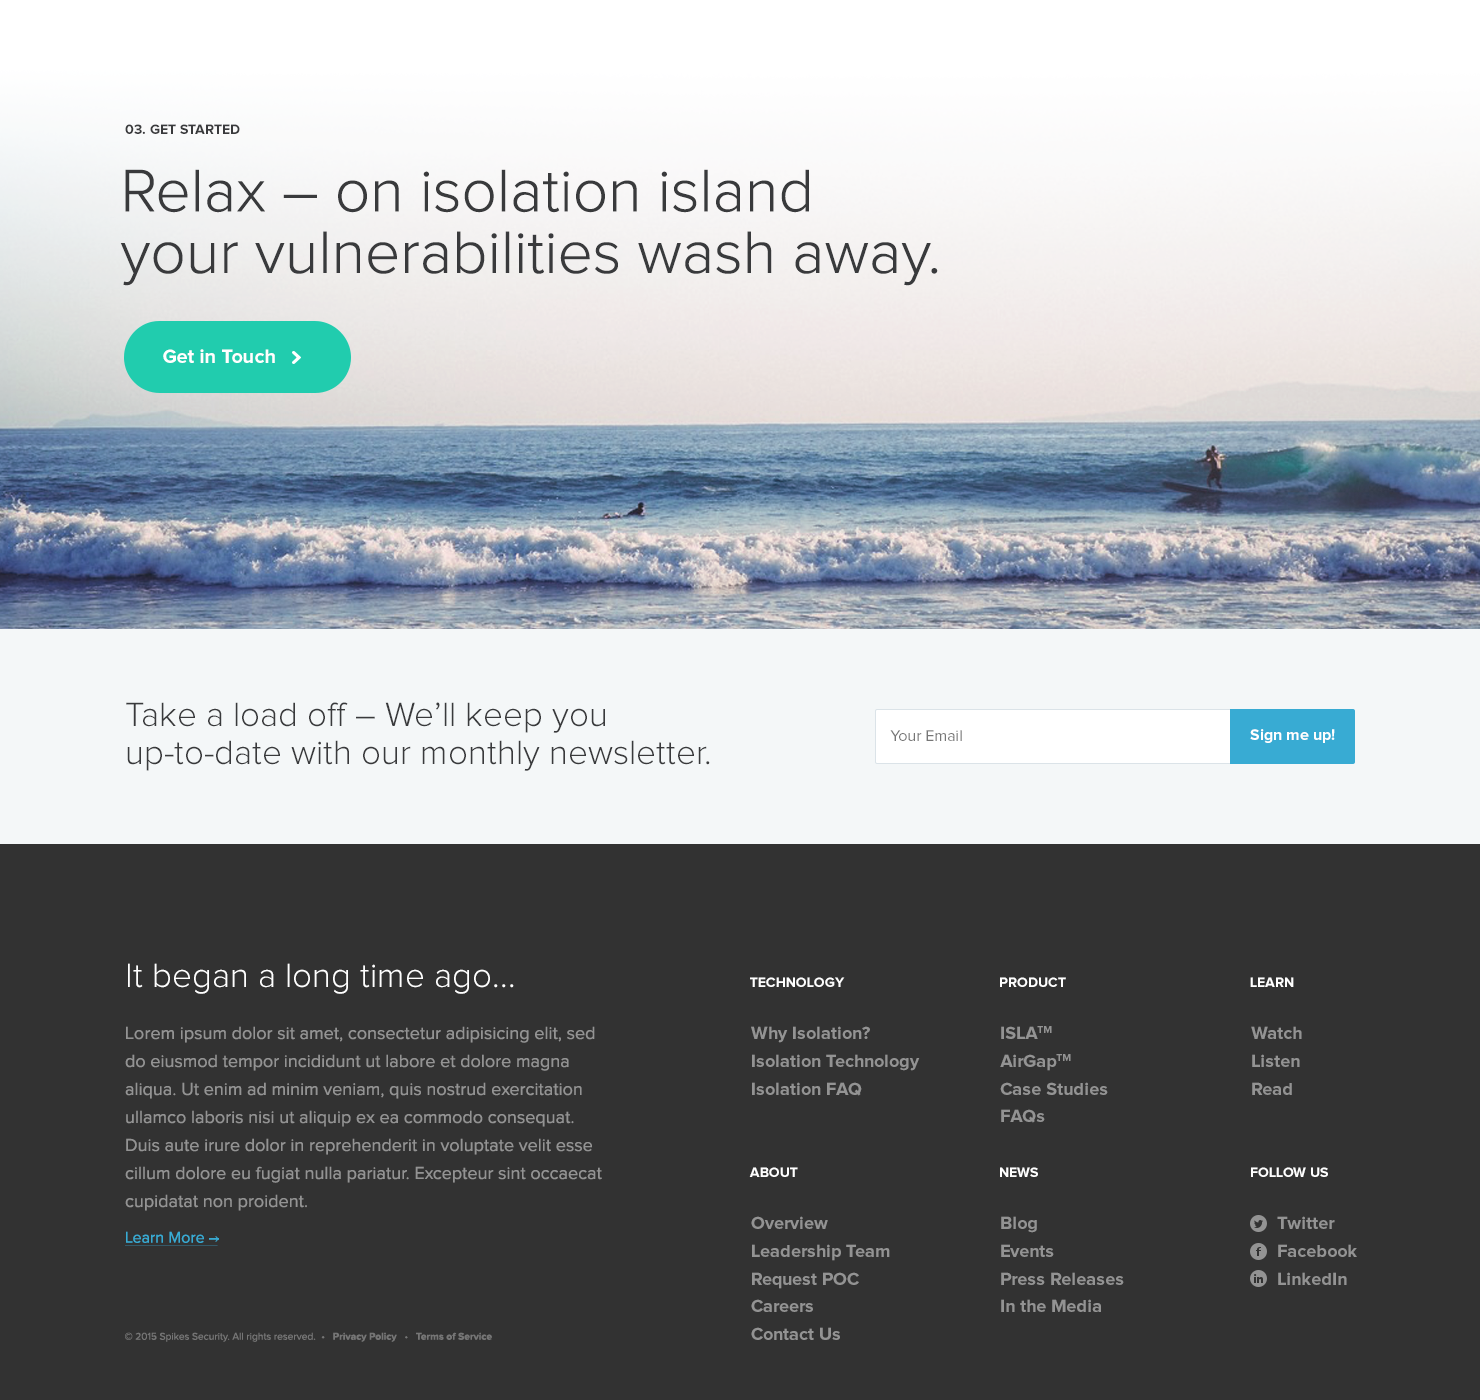 03. GET STARTED
Relax – on isolation island
your vulnerabilities wash away.
Get in Touch
Take a load off – We’ll keep you
up-to-date with our monthly newsletter.
Your Email
Sign me up!
It began a long time ago...
Lorem ipsum dolor sit amet, consectetur adipisicing elit, sed
do eiusmod tempor incididunt ut labore et dolore magna
aliqua. Ut enim ad minim veniam, quis nostrud exercitation
ullamco laboris nisi ut aliquip ex ea commodo consequat.
Duis aute irure dolor in reprehenderit in voluptate velit esse
cillum dolore eu fugiat nulla pariatur. Excepteur sint occaecat
cupidatat non proident.
Learn More →
TECHNOLOGY
Why Isolation?
Isolation Technology
Isolation FAQ
PRODUCT
ISLA™
AirGap™
Case Studies
FAQs
LEARN
Watch
Listen
Read
ABOUT
Overview
Leadership Team
Request POC
Careers
Contact Us
NEWS
Blog
Events
Press Releases
In the Media
FOLLOW US
Twitter
Facebook
LinkedIn
© 2015 Spikes Security. All rights reserved. • Privacy Policy • Terms of Service